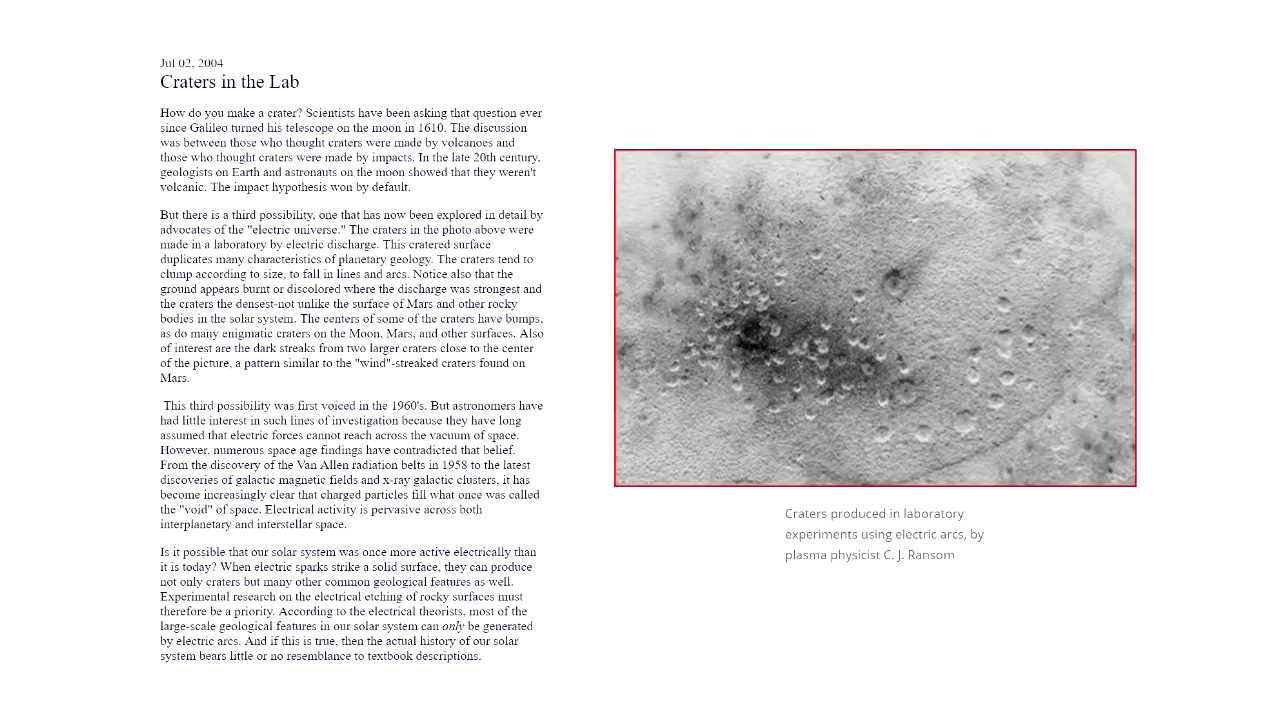 Jul 02, 2004
Craters in the Lab
How do you make a crater? Scientists have been asking that question ever
since Galileo turned his telescope on the moon in 1610. The discussion
was between those who thought craters were made by volcanoes and
those who thought craters were made by impacts. In the late 20th century,
geologists on Earth and astronauts on the moon showed that they weren't
volcanic. The impact hypothesis won by default.
But there is a third possibility, one that has now been explored in detail by
advocates of the "electric universe." The craters in the photo above were
made in a laboratory by electric discharge. This cratered surface
duplicates many characteristics of planetary geology. The craters tend to
clump according to size, to fall in lines and arcs. Notice also that the
ground appears burnt or discolored where the discharge was strongest and
the craters the densest-not unlike the surface of Mars and other rocky
bodies in the solar system. The centers of some of the craters have bumps,
as do many enigmatic craters on the Moon, Mars, and other surfaces. Also
of interest are the dark streaks from two larger craters close to the center
of the picture, a pattern similar to the "wind"-streaked craters found on
Mars.
This third possibility was first voiced in the 1960's. But astronomers have
had little interest in such lines of investigation because they have long
assumed that electric forces cannot reach across the vacuum of space.
However, numerous space age findings have contradicted that belief.
From the discovery of the Van Allen radiation belts in 1958 to the latest
discoveries of galactic magnetic fields and x-ray galactic clusters, it has
become increasingly clear that charged particles fill what once was called
the "void" of space. Electrical activity is pervasive across both
interplanetary and interstellar space.
Is it possible that our solar system was once more active electrically than
it is today? When electric sparks strike a solid surface, they can produce
not only craters but many other common geological features as well.
Experimental research on the electrical etching of rocky surfaces must
therefore be a priority. According to the electrical theorists, most of the
large-scale geological features in our solar system can only be generated
by electric arcs. And if this is true, then the actual history of our solar
system bears little or no resemblance to textbook descriptions.
Craters produced in laboratory
experiments using electric arcs, by
plasma physicist C. J. Ransom